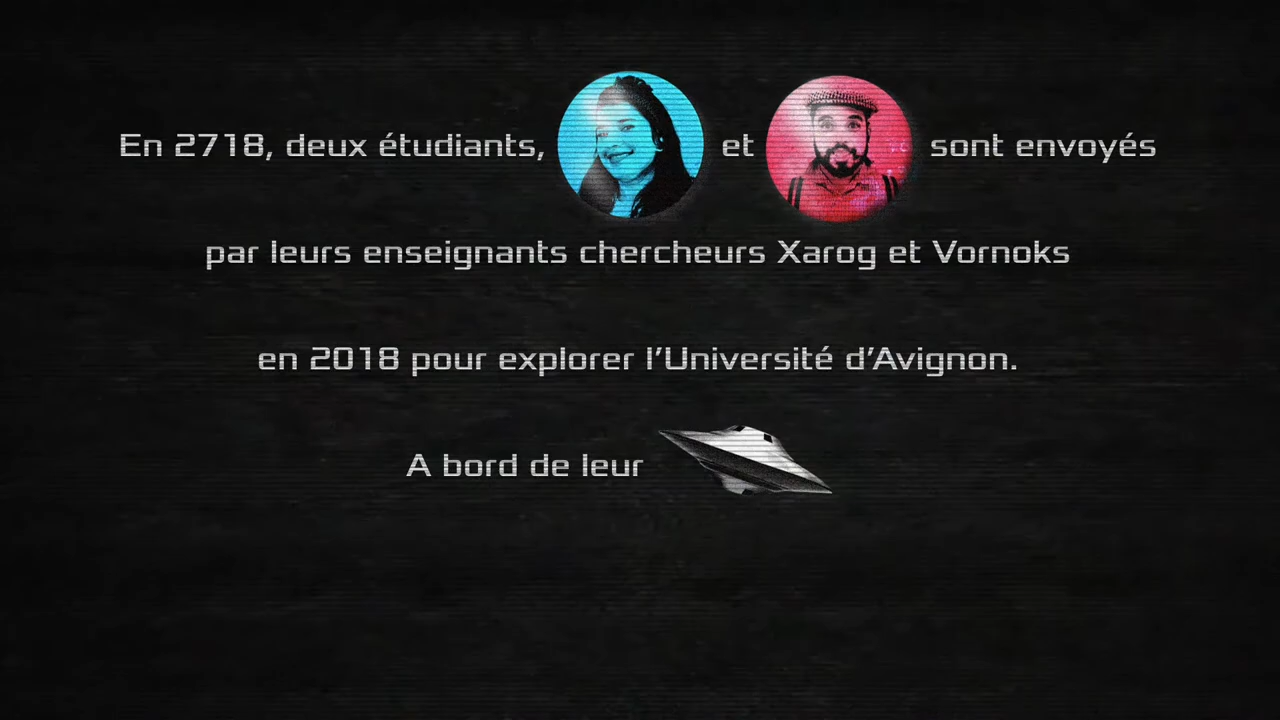 En 2718, deux étudiants, et sont envoyés
par leurs enseignants chercheurs Xarog et Vornoks
en 2018 pour explorer l’Université d’Avignon.
A bord de leur